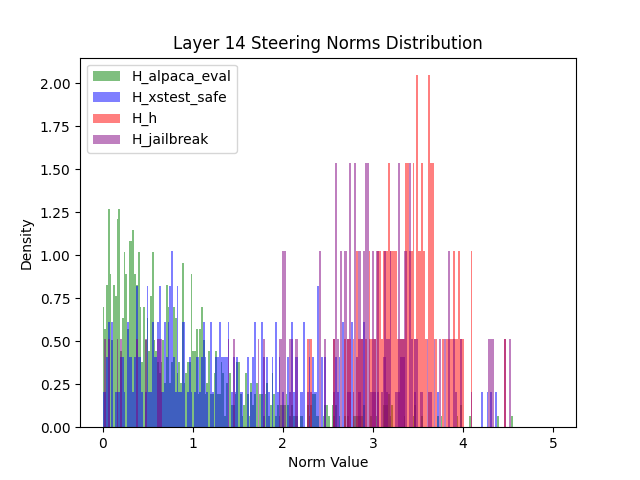 Layer 14 Steering Norms Distribution
H_alpaca_eval
H_xstest_safe
H_h
H_jailbreak
2.00
1.75
1.50
1.25
1.00
0.75
0.50
0.25
0.00
Density
0 1 2 3 4 5
Norm Value